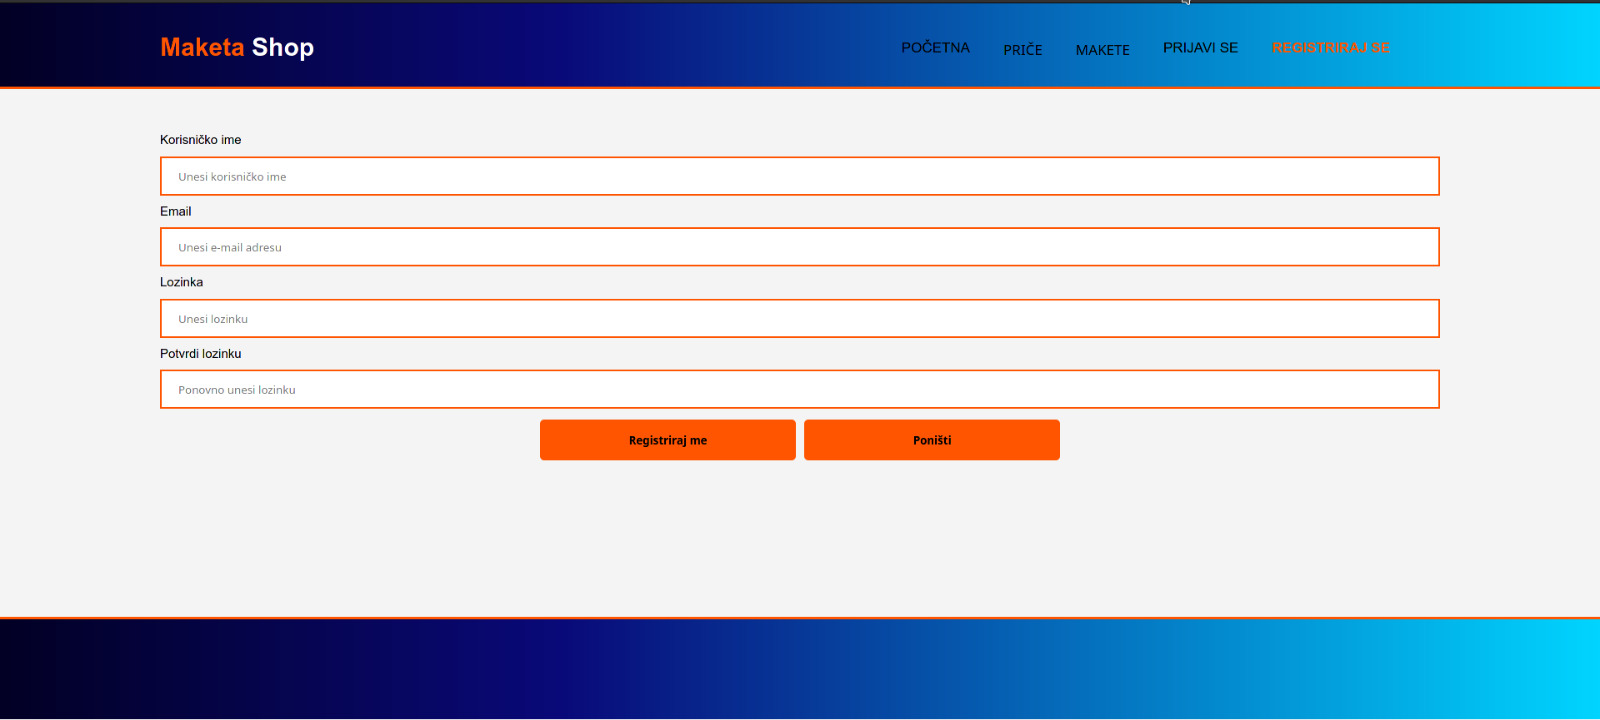 Maketa Shop
POČETNA PRIČE MAKETE PRIJAVI SE REGISTRIRAJ SE
Korisničko ime
Unesi korisničko ime
Email
Unesi e-mail adresu
Lozinka
Unesi lozinku
Potvrdi lozinku
Ponovno unesi lozinku
Registriraj me Poništi